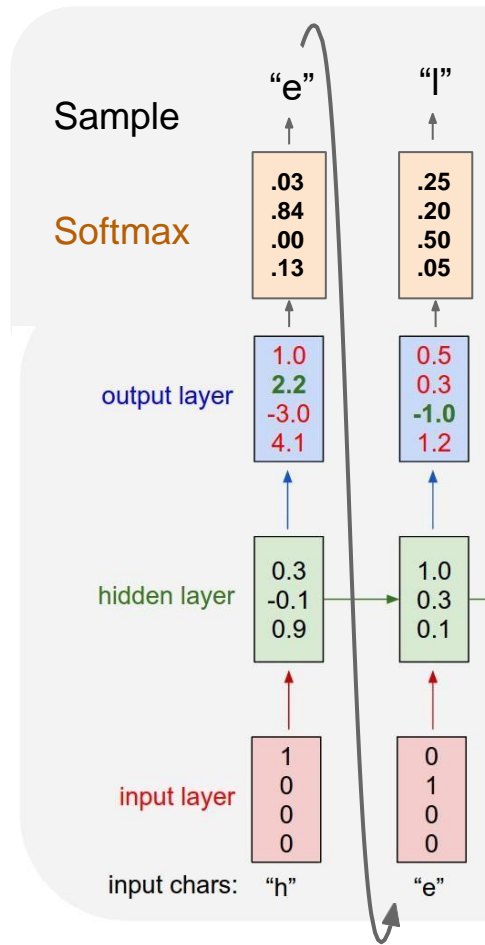 “e” “l”
Sample
.03 .25
.84 .20
Softmax
.00 .50
.13 .05
1.0 0.5
2.2 0.3
output layer
-3.0 -1.0
4.1 1.2
0.3 1.0
hidden layer -0.1 0.3
0.9 0.1
1 0
0 1
input layer
0 0
0 0
input chars: “h” “e”